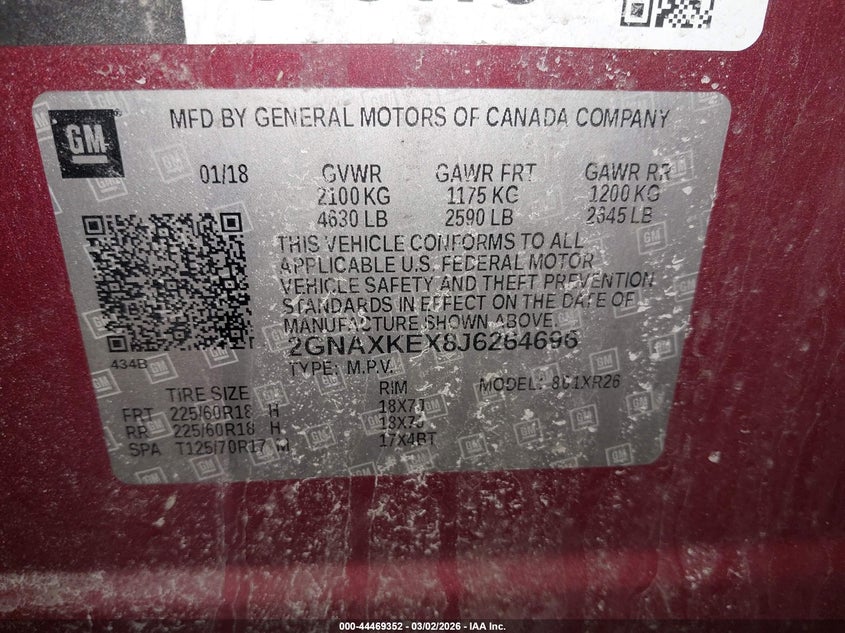 GM
MFD BY GENERAL MOTORS OF CANADA COMPANY
01/18 GVWR GAWR FRT GAWR RR
2100 KG 1175 KG 1200 KG
4630 LB 2590 LB 2645 LB
THIS VEHICLE CONFORMS TO ALL
APPLICABLE U.S. FEDERAL MOTOR
VEHICLE SAFETY AND THEFT PREVENTION
STANDARDS IN EFFECT ON THE DATE OF
MANUFACTURE SHOWN ABOVE.
2GNAXKEX8J6264696
434B
TYPE: M.P.V. MODEL:
TIRE SIZE RIM
FRT 225/60R18 H 18X7J
RR 225/60R18 H 18X7J
SPA T125/70R17 M 17X4BT
000-44469352 | 03/02/2026 - IAA Inc.